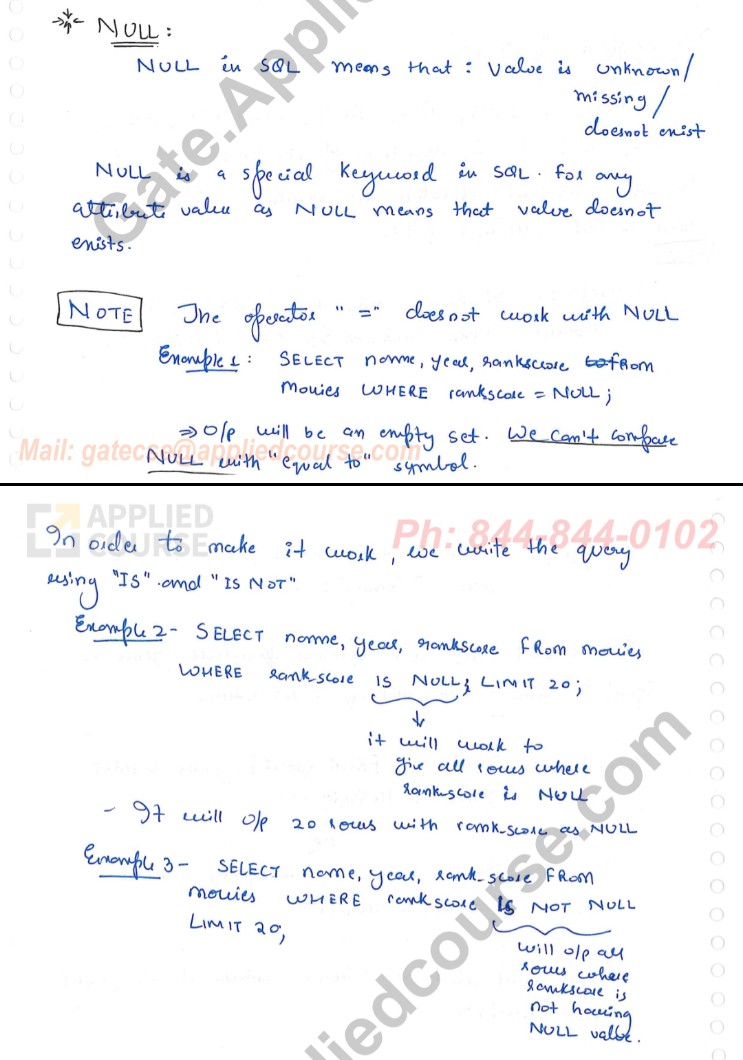 NULL:
NULL in SQL means that : Value is unknown/
missing /
doesnot exist
NULL is a special keyword in SQL. For any
attribute value as NULL means that value doesnot
exists.
NOTE The operator "=" doesnot work with NULL
Example 1: SELECT name, year, rankscore from
movies WHERE rankscore = NULL;
⇒ O/p will be an empty set. We can't compare
NULL with "equal to" symbol.
Mail: gatecse@appliedcourse.com
APPLIED
COURSE
Ph: 844-844-0102
In order to make it work, we write the query
using "IS" and "IS NOT"
Example 2 - SELECT name, year, rankscore FROM movies
WHERE rank_score IS NULL; LIMIT 20;
↓
it will work to
give all rows where
rank_score is NULL
- It will o/p 20 rows with rank_score as NULL
Example 3 - SELECT name, year, rank_score FROM
movies WHERE rankscore IS NOT NULL
LIMIT 20;
will o/p all
rows where
rankscore is
not having
NULL value.
Gate.Applie
liedcourse.com